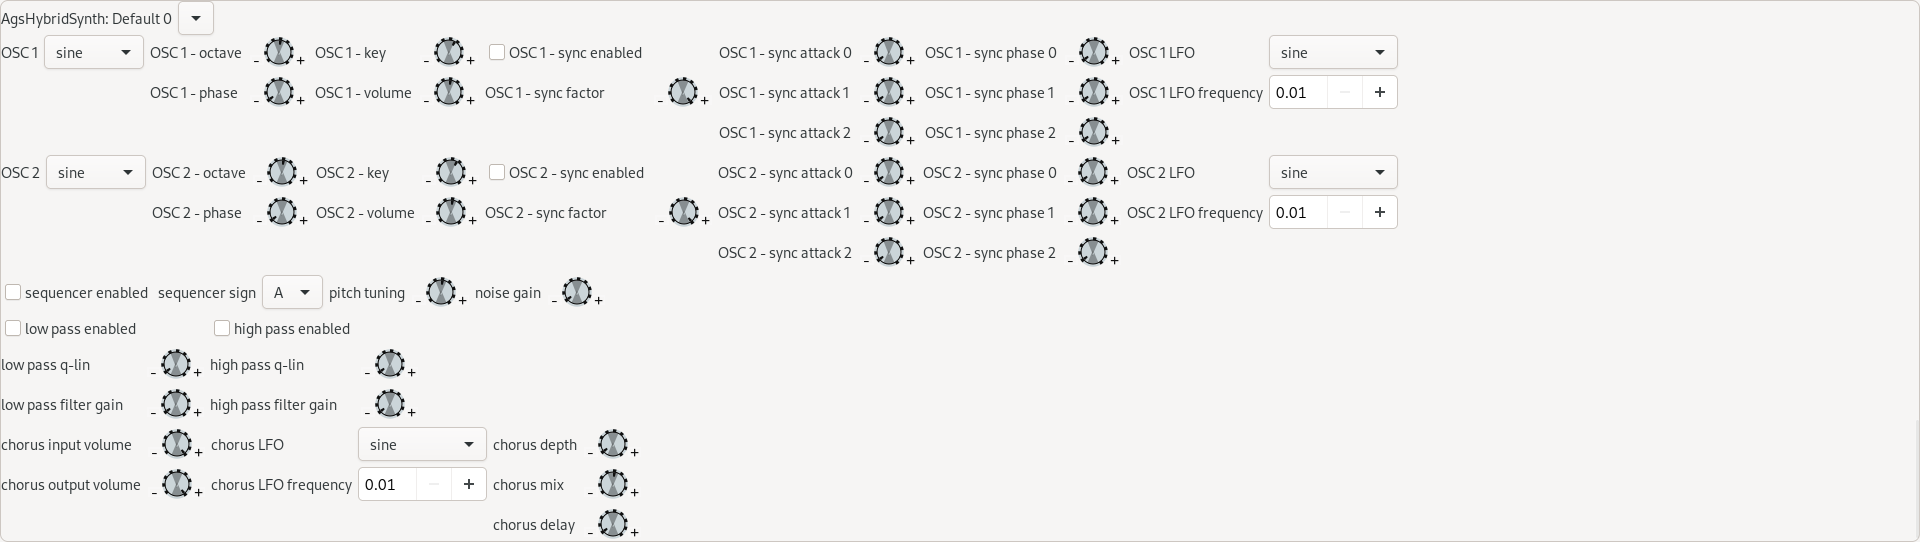 AgsHybridSynth: Default 0
OSC 1 sine OSC 1 - octave - + OSC 1 - key - + OSC 1 - sync enabled OSC 1 - sync attack 0 - + OSC 1 - sync phase 0 - + OSC 1 LFO sine
OSC 1 - phase - + OSC 1 - volume - + OSC 1 - sync factor - + OSC 1 - sync attack 1 - + OSC 1 - sync phase 1 - + OSC 1 LFO frequency 0.01 - +
OSC 1 - sync attack 2 - + OSC 1 - sync phase 2 - +
OSC 2 sine OSC 2 - octave - + OSC 2 - key - + OSC 2 - sync enabled OSC 2 - sync attack 0 - + OSC 2 - sync phase 0 - + OSC 2 LFO sine
OSC 2 - phase - + OSC 2 - volume - + OSC 2 - sync factor - + OSC 2 - sync attack 1 - + OSC 2 - sync phase 1 - + OSC 2 LFO frequency 0.01 - +
OSC 2 - sync attack 2 - + OSC 2 - sync phase 2 - +
sequencer enabled sequencer sign A pitch tuning - + noise gain - +
low pass enabled high pass enabled
low pass q-lin - + high pass q-lin - +
low pass filter gain - + high pass filter gain - +
chorus input volume - + chorus LFO sine chorus depth - +
chorus output volume - + chorus LFO frequency 0.01 - + chorus mix - +
chorus delay - +